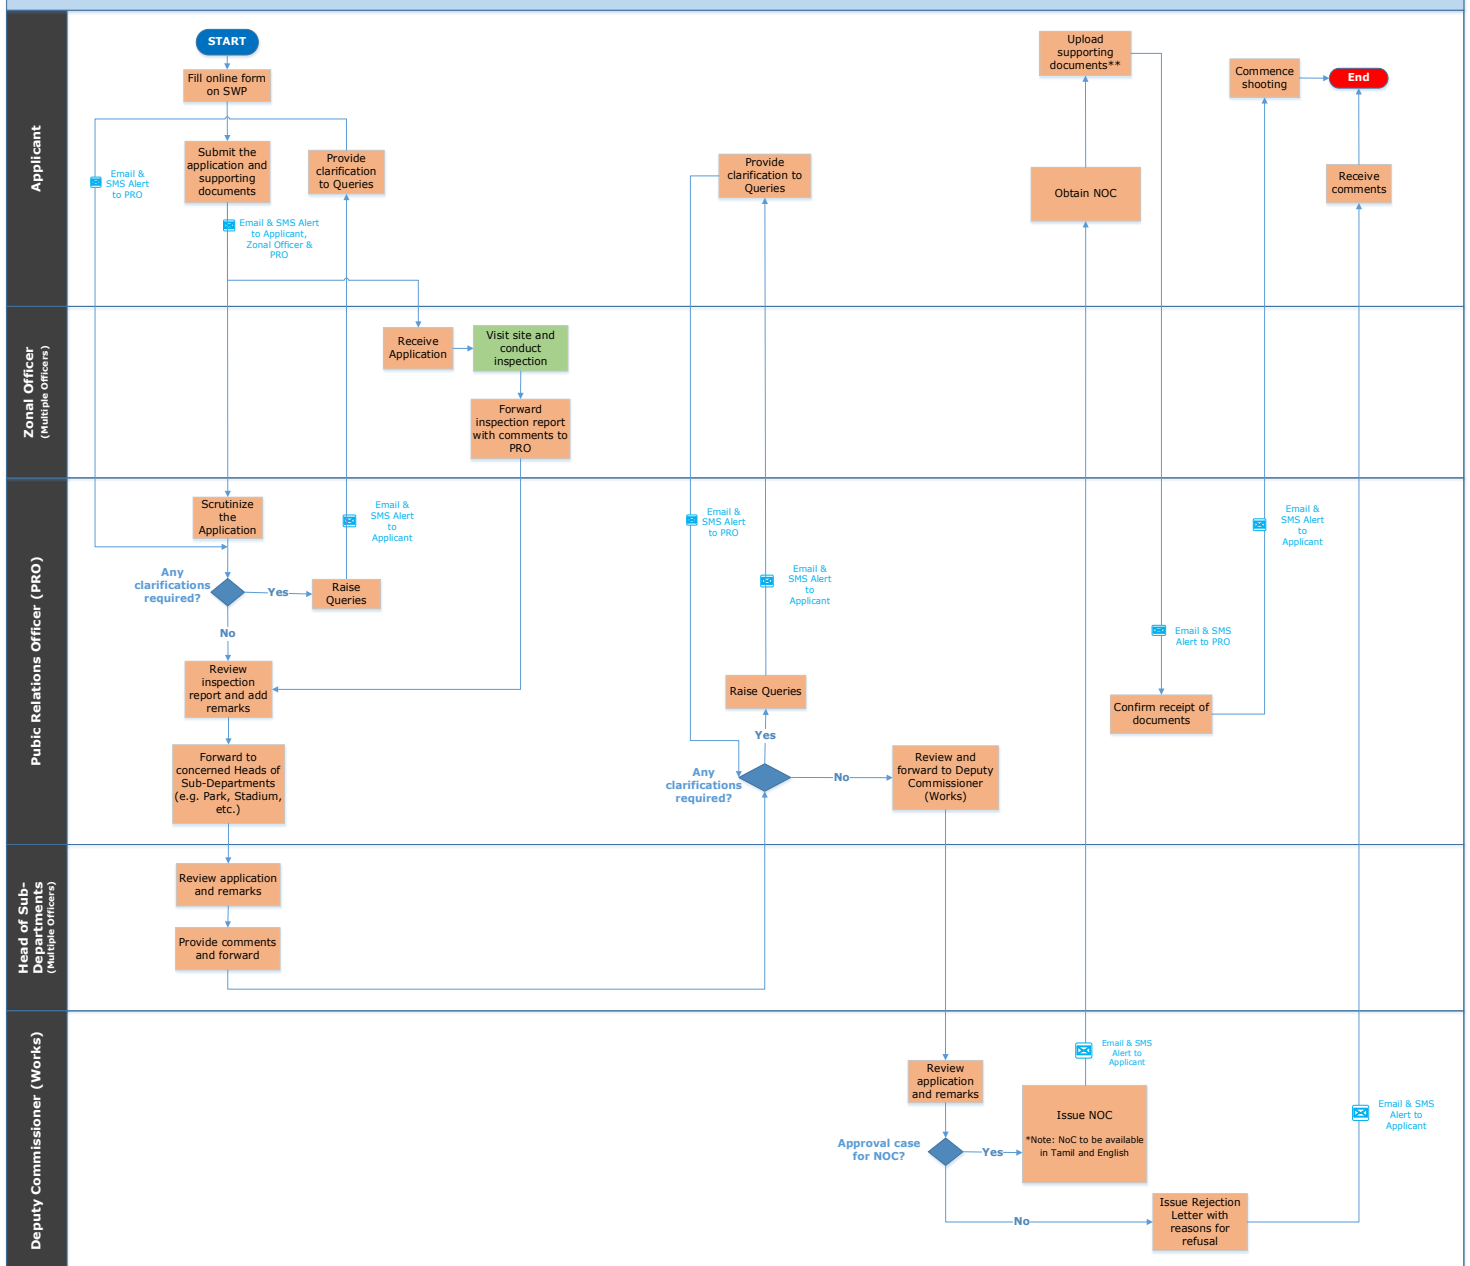 Applicant
START
Fill online form
on SWP
Submit the
application and
supporting
documents
Provide
clarification
to Queries
Email &
SMS Alert
to PRO
Email & SMS Alert
to Applicant,
Zonal Officer &
PRO
Provide
clarification to
Queries
Upload
supporting
documents**
Obtain NOC
Commence
shooting
End
Receive
comments
Zonal Officer
(Multiple Officers)
Receive
Application
Visit site and
conduct
inspection
Forward
inspection report
with comments to
PRO
Pubic Relations Officer (PRO)
Scrutinize
the
Application
Any
clarifications
required?
Yes
Raise
Queries
Email &
SMS Alert
to
Applicant
No
Review
inspection
report and add
remarks
Forward to
concerned Heads of
Sub-Departments
(e.g. Park, Stadium,
etc.)
Email &
SMS Alert
to PRO
Email &
SMS Alert
to
Applicant
Raise Queries
Yes
Any
clarifications
required?
No
Review and
forward to Deputy
Commissioner
(Works)
Email & SMS
Alert to PRO
Confirm receipt of
documents
Email &
SMS Alert
to
Applicant
Head of Sub-
Departments
(Multiple Officers)
Review application
and remarks
Provide comments
and forward
Deputy Commissioner (Works)
Review
application
and remarks
Approval case
for NOC?
Yes
Email & SMS
Alert to
Applicant
Issue NOC
*Note: NoC to be available
in Tamil and English
No
Issue Rejection
Letter with
reasons for
refusal
Email & SMS
Alert to
Applicant